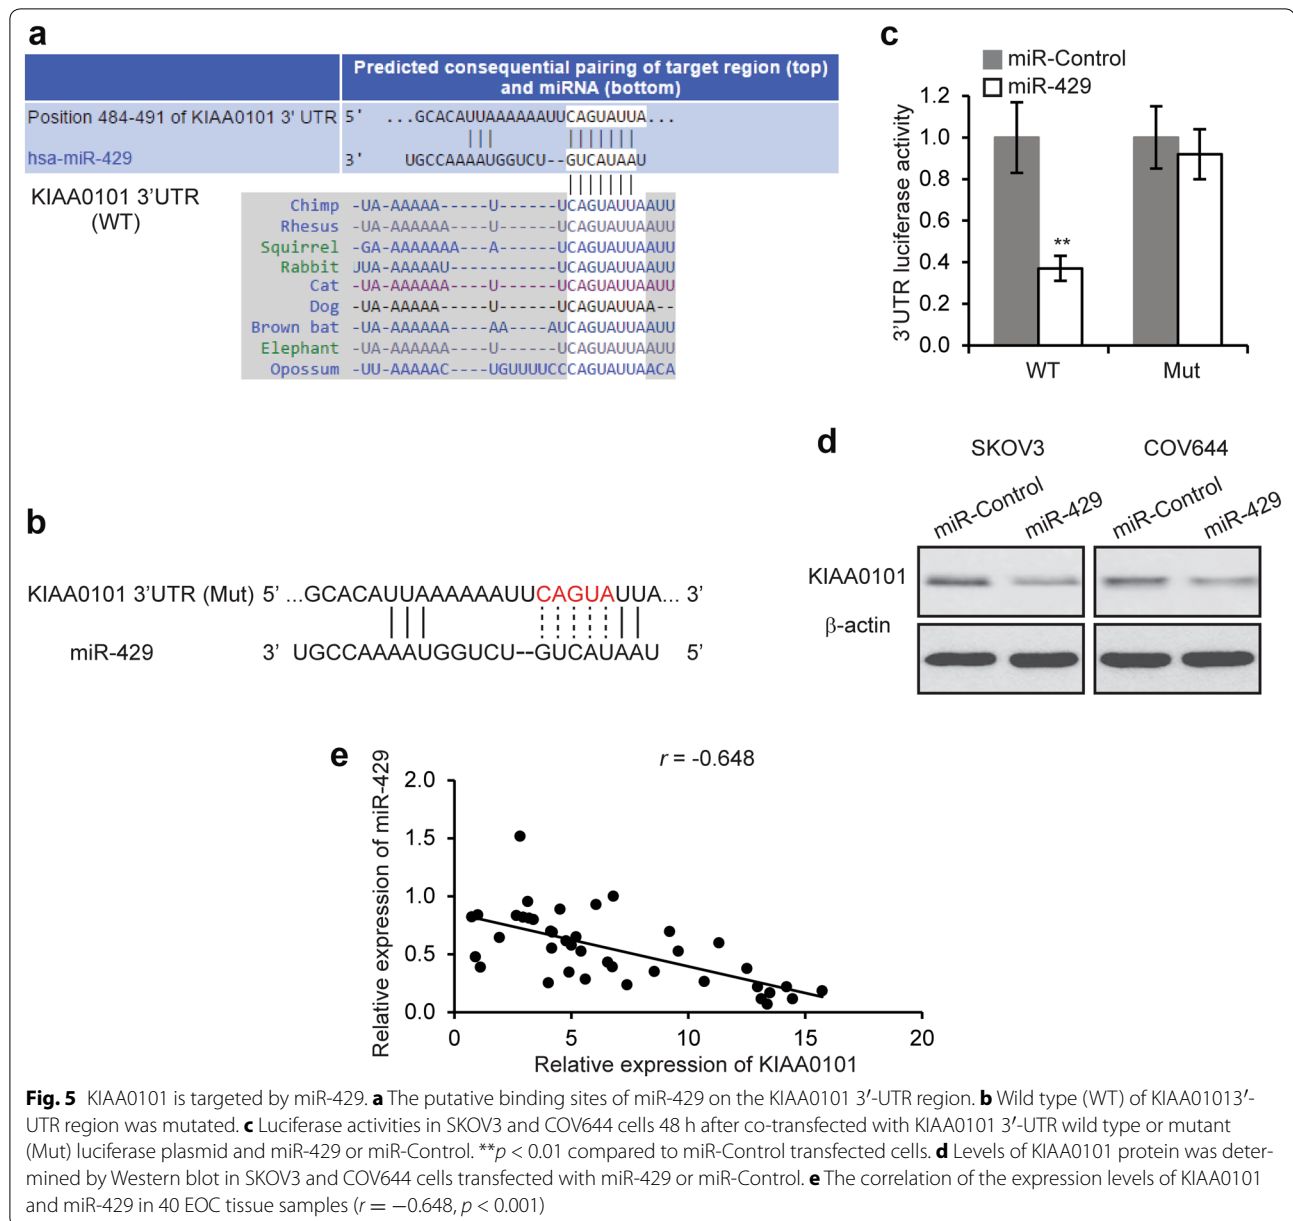 a
Predicted consequential pairing of target region (top)
and miRNA (bottom)
Position 484-491 of KIAA0101 3' UTR 5' ...GCACAUUAAAAAAUUCAGUAUUA...
hsa-miR-429 3' UGCCAAAAUGGUCU--GUCAUAAU
KIAA0101 3'UTR
(WT)
Chimp -UA-AAAAA-----U------UCAGUAUUAAUU
Rhesus -UA-AAAAAA----U------UCAGUAUUAAUU
Squirrel -GA-AAAAAAA---A------UCAGUAUUAAUU
Rabbit UUA-AAAAAU-----------UCAGUAUUAAUU
Cat -UA-AAAAAA----U------UCAGUAUUAAUU
Dog -UA-AAAAAA----U------UCAGUAUUAA--
Brown bat -UA-AAAAAA----AA----AUCAGUAUUAAUU
Elephant -UA-AAAAAA----U------UCAGUAUUAAUU
Opossum -UU-AAAAAC----UGUUUUCCCAGUAUUAACA
b
KIAA0101 3'UTR (Mut) 5' ...GCACAUUAAAAAAUUCAGUAUUA... 3'
miR-429 3' UGCCAAAAUGGUCU--GUCAUAAU 5'
c
miR-Control
miR-429
3'UTR luciferase activity
1.2
1.0
0.8
0.6
0.4
0.2
0.0
**
WT Mut
d
SKOV3 COV644
miR-Control miR-429 miR-Control miR-429
KIAA0101
β-actin
e
r = -0.648
Relative expression of miR-429
2.0
1.5
1.0
0.5
0.0
0 5 10 15 20
Relative expression of KIAA0101
Fig. 5 KIAA0101 is targeted by miR-429. a The putative binding sites of miR-429 on the KIAA0101 3′-UTR region. b Wild type (WT) of KIAA01013′-
UTR region was mutated. c Luciferase activities in SKOV3 and COV644 cells 48 h after co-transfected with KIAA0101 3′-UTR wild type or mutant
(Mut) luciferase plasmid and miR-429 or miR-Control. **p < 0.01 compared to miR-Control transfected cells. d Levels of KIAA0101 protein was deter-
mined by Western blot in SKOV3 and COV644 cells transfected with miR-429 or miR-Control. e The correlation of the expression levels of KIAA0101
and miR-429 in 40 EOC tissue samples (r = −0.648, p < 0.001)